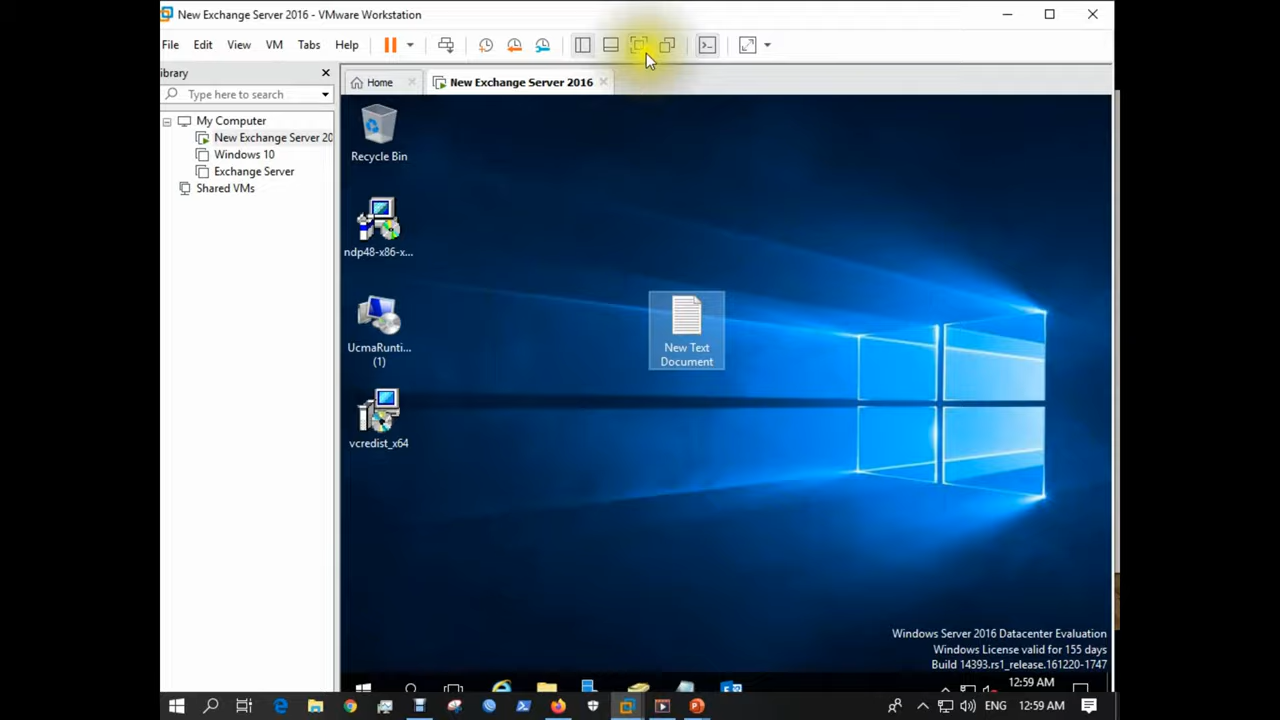 New Exchange Server 2016 - VMware Workstation
File Edit View VM Tabs Help
ibrary
Home
New Exchange Server 2016
Type here to search
My Computer
New Exchange Server 20
Windows 10
Exchange Server
Shared VMs
Recycle Bin
ndp48-x86-x...
UcmaRunti...
(1)
vcredist_x64
New Text
Document
Windows Server 2016 Datacenter Evaluation
Windows License valid for 155 days
Build 14393.rs1_release.161220-1747
12:59 AM
ENG 12:59 AM